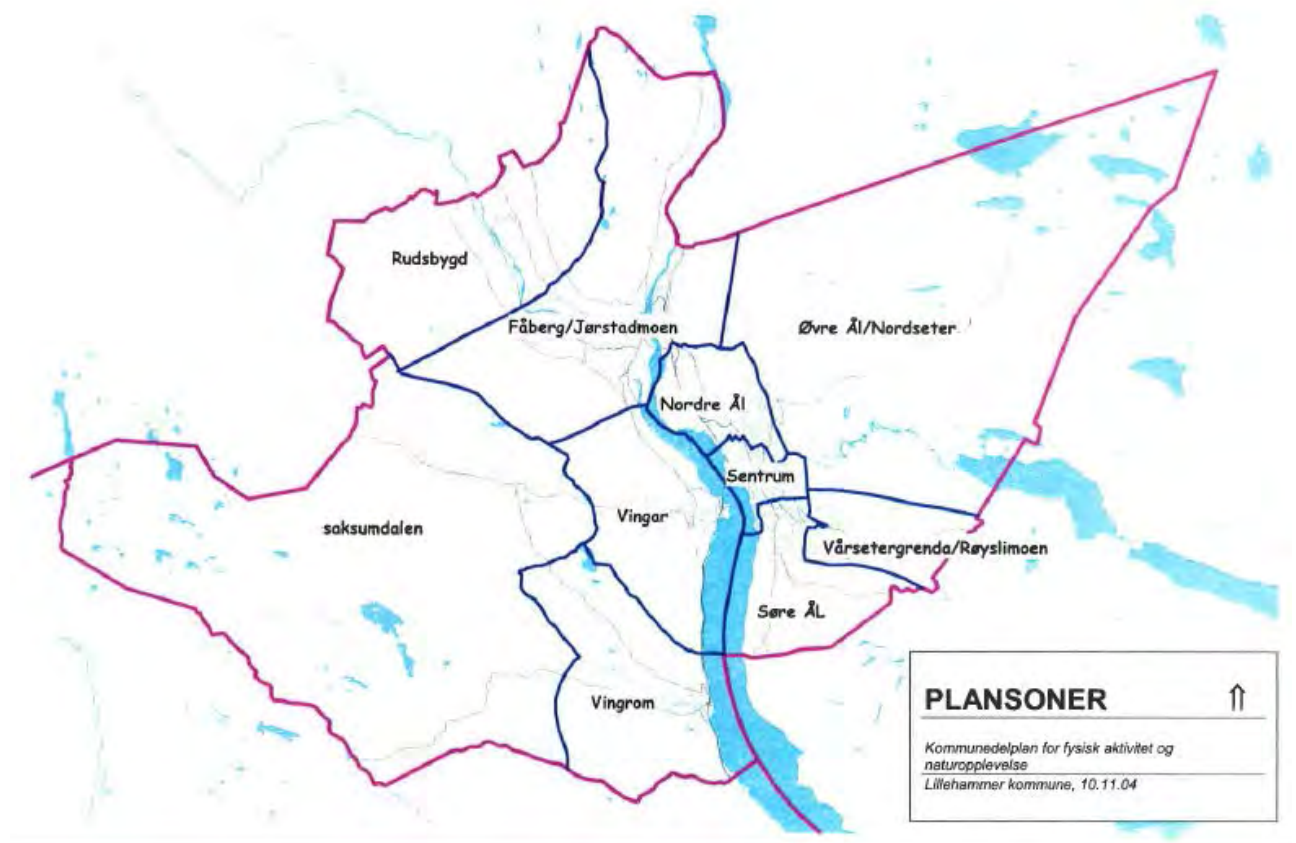 Rudsbygd
Fåberg/Jørstadmoen
Øvre Ål/Nordseter
Nordre Ål
Sentrum
Vingar
saksumdalen
Vårsetergrenda/Røyslimoen
Søre ÅL
Vingrom
PLANSONER ⇑
Kommunedelplan for fysisk aktivitet og
naturopplevelse
Lillehammer kommune, 10.11.04